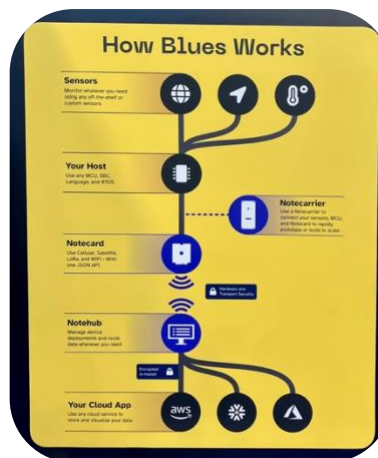 How Blues Works
Sensors
Monitor whatever you need
using any off-the-shelf or
custom sensors.
Your Host
Use any MCU, SBC,
Language, and RTOS
Notecarrier
Use a Notecarrier to
connect your sensors, MCU,
and Notecard to rapidly
prototype or build to scale
Notecard
Use Cellular, Satellite,
LoRa, and WiFi - With
one JSON API
Hardware and
Transport Security
Notehub
Manage device
deployments and route
data wherever you need
Encrypted
Your Cloud App
Use any cloud service to
store and visualize your data
aws